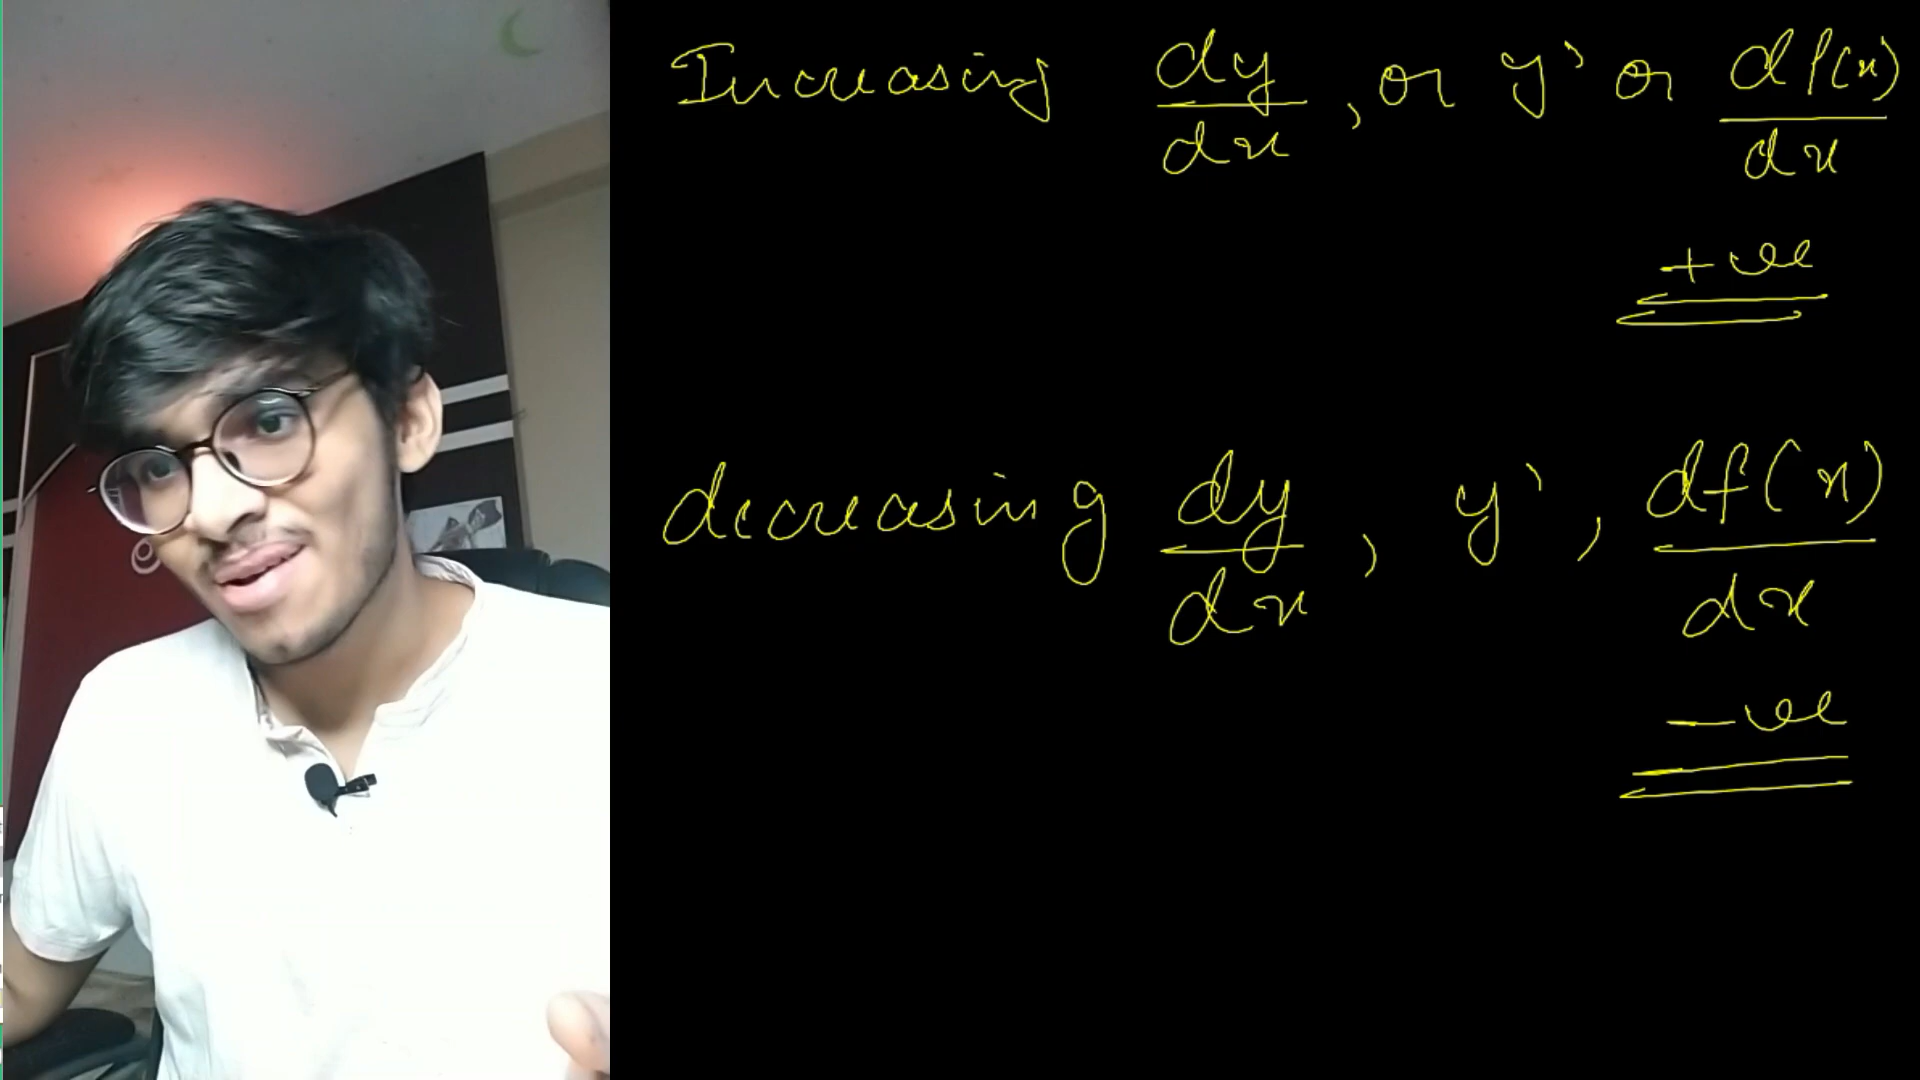 Increasing dy/dx , or y' or df(x)/dx
+ve
decreasing dy/dx , y' , df(x)/dx
-ve